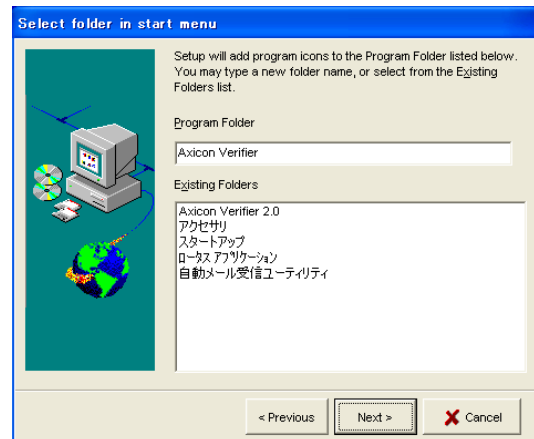 Select folder in start menu
Setup will add program icons to the Program Folder listed below.
You may type a new folder name, or select from the Existing
Folders list.
Program Folder
Axicon Verifier
Existing Folders
Axicon Verifier 2.0
アクセサリ
スタートアップ
ﾛｰﾀｽ ｱﾌﾟﾘｹｰｼｮﾝ
自動メール受信ユーティリティ
< Previous
Next >
Cancel